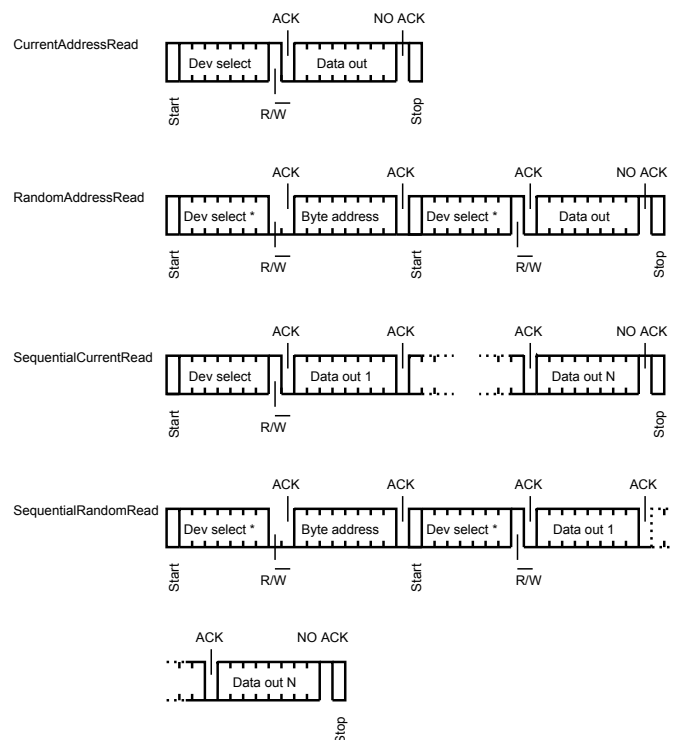 ACK NO ACK
CurrentAddressRead
Dev select Data out
Start R/W Stop
ACK ACK ACK NO ACK
RandomAddressRead
Dev select * Byte address Dev select * Data out
Start R/W Start R/W Stop
ACK ACK ACK NO ACK
SequentialCurrentRead
Dev select Data out 1 Data out N
Start R/W Stop
ACK ACK ACK ACK
SequentialRandomRead
Dev select * Byte address Dev select * Data out 1
Start R/W Start R/W
ACK NO ACK
Data out N
Stop